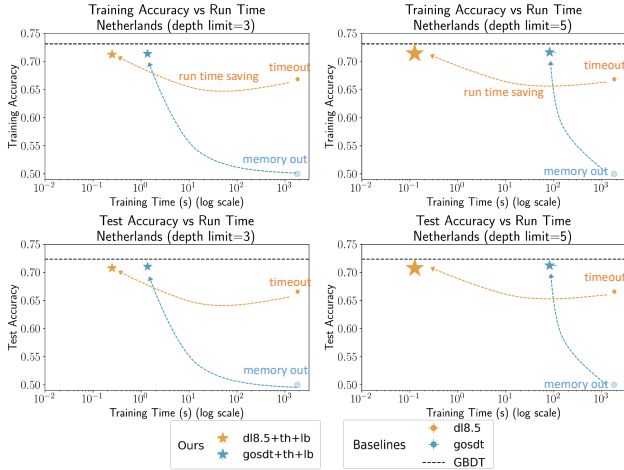 Training Accuracy vs Run Time
Netherlands (depth limit=3)
Training Accuracy
0.75
0.70
0.65
0.60
0.55
0.50
run time saving
timeout
memory out
10⁻² 10⁻¹ 10⁰ 10¹ 10² 10³
Training Time (s) (log scale)
Training Accuracy vs Run Time
Netherlands (depth limit=5)
Training Accuracy
0.75
0.70
0.65
0.60
0.55
0.50
run time saving
timeout
memory out
10⁻² 10⁻¹ 10⁰ 10¹ 10² 10³
Training Time (s) (log scale)
Test Accuracy vs Run Time
Netherlands (depth limit=3)
Test Accuracy
0.75
0.70
0.65
0.60
0.55
0.50
timeout
memory out
10⁻² 10⁻¹ 10⁰ 10¹ 10² 10³
Training Time (s) (log scale)
Test Accuracy vs Run Time
Netherlands (depth limit=5)
Test Accuracy
0.75
0.70
0.65
0.60
0.55
0.50
timeout
memory out
10⁻² 10⁻¹ 10⁰ 10¹ 10² 10³
Training Time (s) (log scale)
Ours
dl8.5+th+lb
gosdt+th+lb
Baselines
dl8.5
gosdt
GBDT